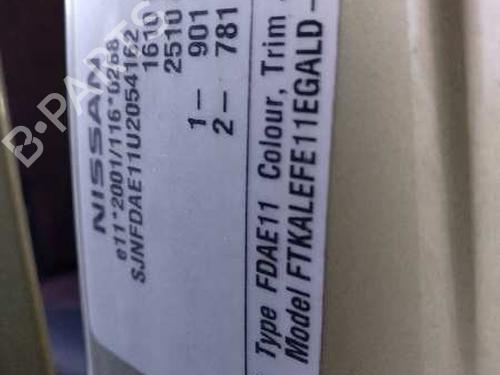 NISSAN
e11*2001/116*0268
SJNFDAE11U2054162
1610
2510
1— 901
2— 781
Type FDAE11 Colour, Trim
Model FTKALEFE11EGALD —
B-PARTS